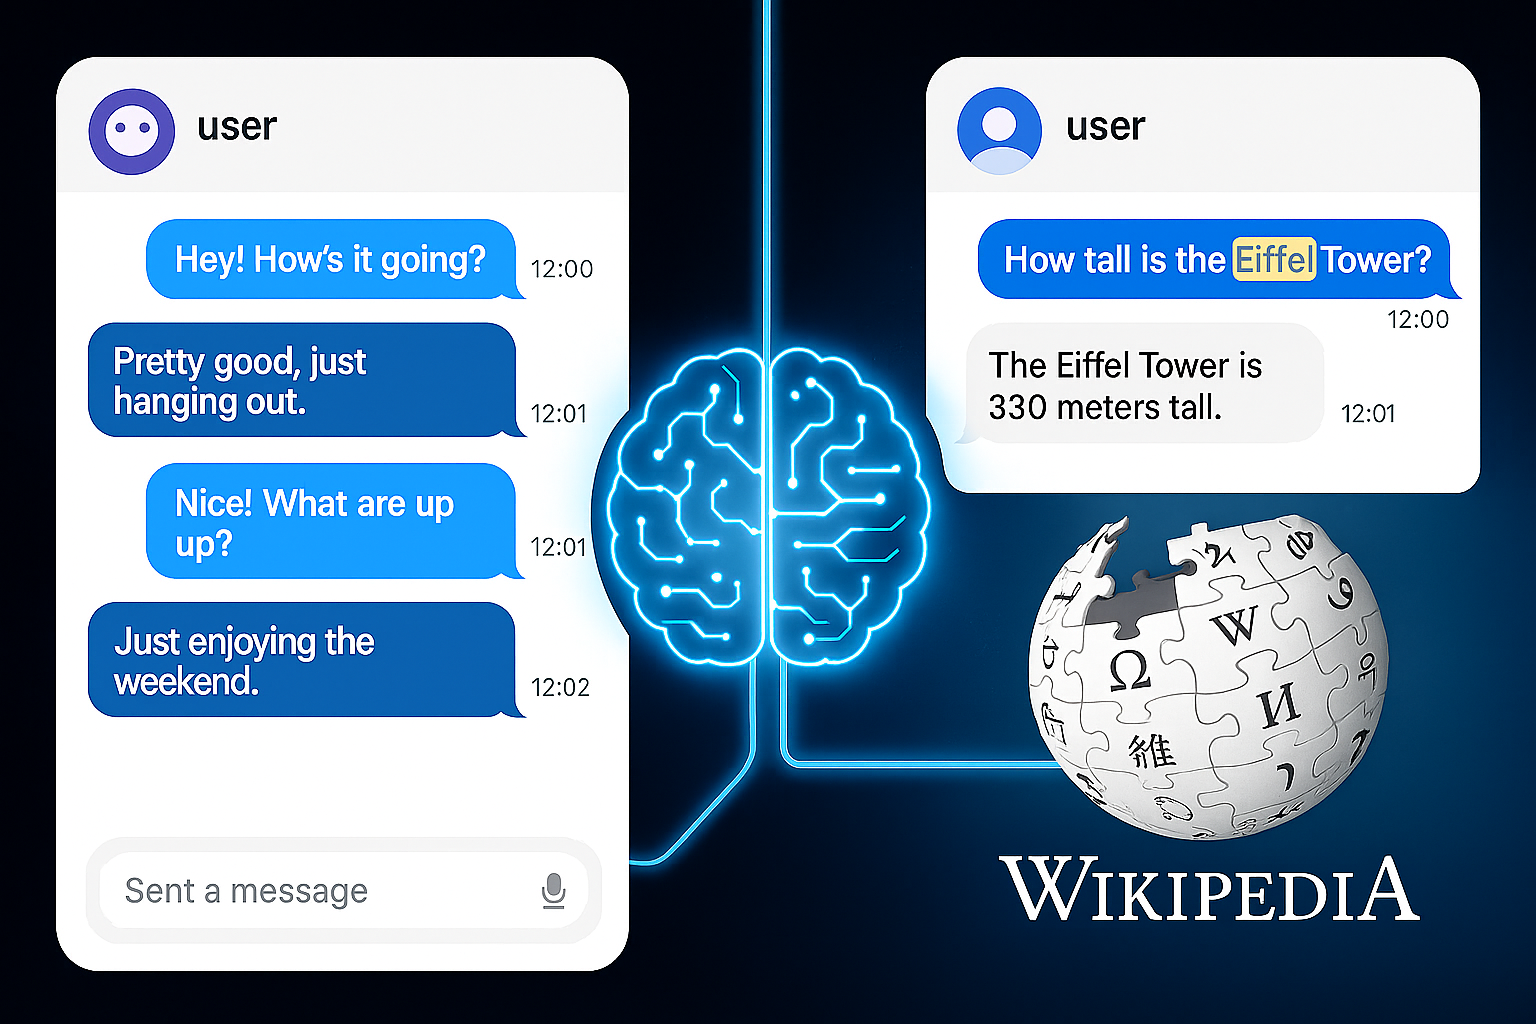 user
Hey! How's it going?
12:00
Pretty good, just
hanging out.
12:01
Nice! What are up
up?
12:01
Just enjoying the
weekend.
12:02
Sent a message
user
How tall is the Eiffel Tower?
12:00
The Eiffel Tower is
330 meters tall.
12:01
Ω
W
И
維
WIKIPEDIA